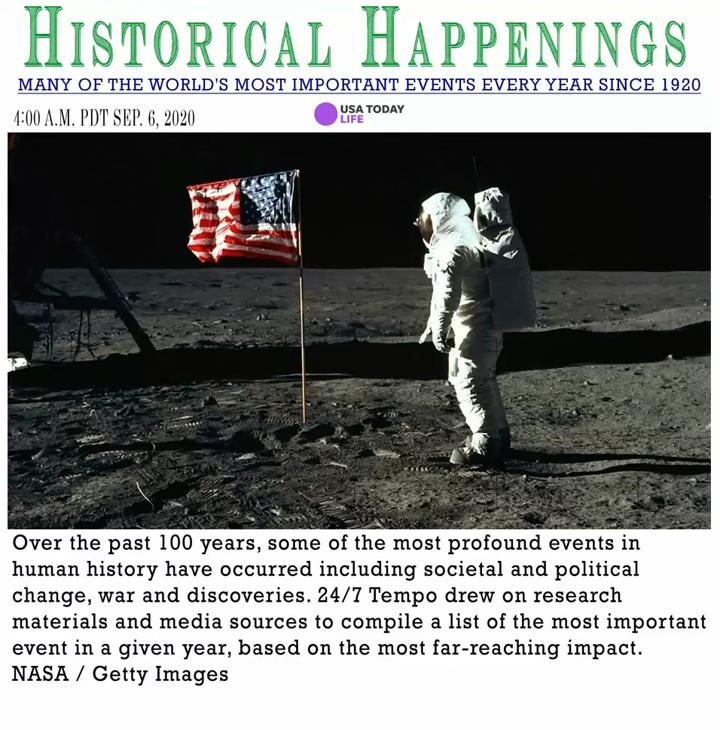 HISTORICAL HAPPENINGS
MANY OF THE WORLD'S MOST IMPORTANT EVENTS EVERY YEAR SINCE 1920
4:00 A.M. PDT SEP. 6, 2020
USA TODAY
LIFE
Over the past 100 years, some of the most profound events in
human history have occurred including societal and political
change, war and discoveries. 24/7 Tempo drew on research
materials and media sources to compile a list of the most important
event in a given year, based on the most far-reaching impact.
NASA / Getty Images